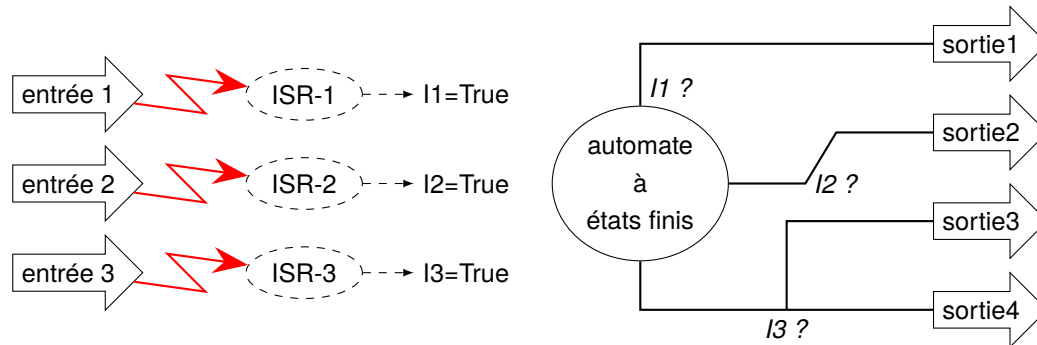 entrée 1
ISR-1
I1=True
entrée 2
ISR-2
I2=True
entrée 3
ISR-3
I3=True
automate
à
états finis
I1 ?
I2 ?
I3 ?
sortie1
sortie2
sortie3
sortie4